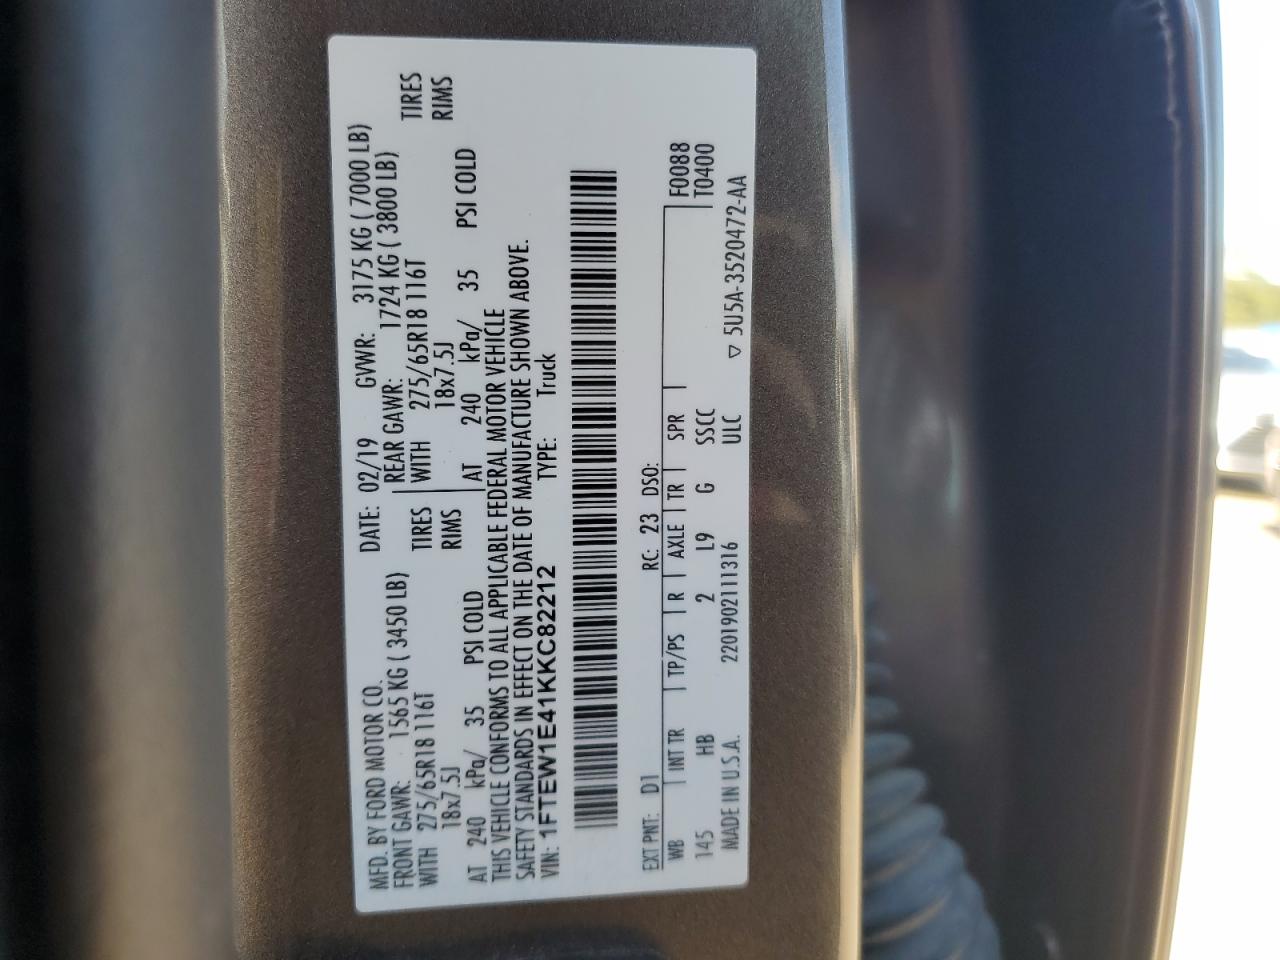 MFD. BY FORD MOTOR CO. DATE: 02/19 GVWR: 3175 KG ( 7000 LB)
FRONT GAWR: 1565 KG ( 3450 LB) REAR GAWR: 1724 KG ( 3800 LB)
WITH 275/65R18 116T TIRES WITH 275/65R18 116T TIRES
18x7.5J RIMS 18x7.5J RIMS
AT 240 kPa/ 35 PSI COLD AT 240 kPa/ 35 PSI COLD
THIS VEHICLE CONFORMS TO ALL APPLICABLE FEDERAL MOTOR VEHICLE
SAFETY STANDARDS IN EFFECT ON THE DATE OF MANUFACTURE SHOWN ABOVE.
VIN: 1FTEW1E41KKC82212 TYPE: Truck
EXT PNT: D1 RC: 23 DSO: F0088
WB INT TR TP/PS R AXLE TR SPR T0400
145 HB 2 L9 G SSCC
MADE IN U.S.A. 2201902111316 ULC ▽ 5U5A-3520472-AA